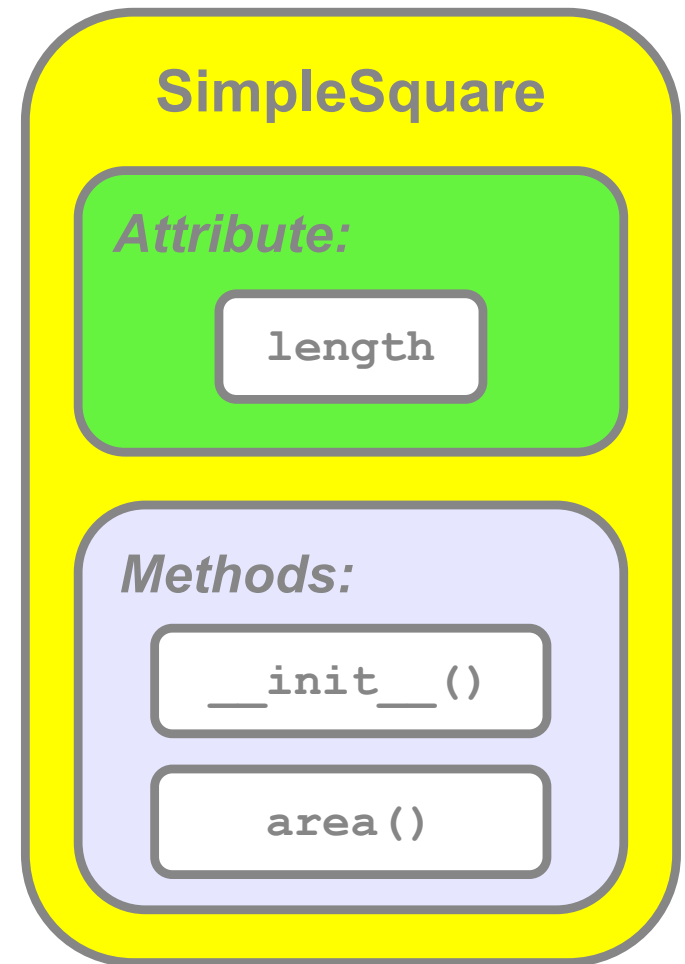 SimpleSquare
Attribute:
length
Methods:
__init__()
area()